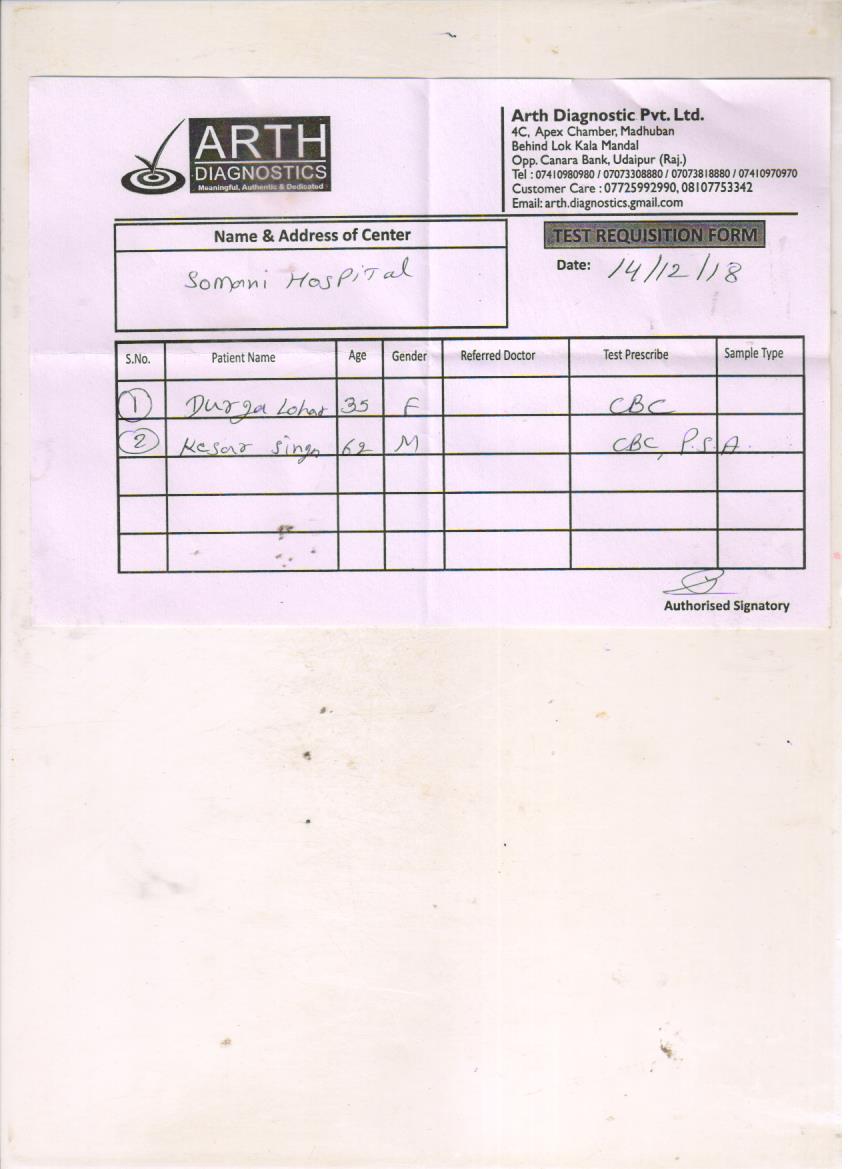 ARTH
DIAGNOSTICS
Meaningful, Authentic & Dedicated
Arth Diagnostic Pvt. Ltd.
4C, Apex Chamber, Madhuban
Behind Lok Kala Mandal
Opp. Canara Bank, Udaipur (Raj.)
Tel : 07410980980 / 07073308880 / 07073818880 / 07410970970
Customer Care : 07725992990, 08107753342
Email: arth.diagnostics.gmail.com
Name & Address of Center
Somani Hospital
TEST REQUISITION FORM
Date: 14/12/18
S.No. Patient Name Age Gender Referred Doctor Test Prescribe Sample Type
1 Durga Lohar 35 F CBC
2 Kesar Singh 62 M CBC, P.S.A.
Authorised Signatory